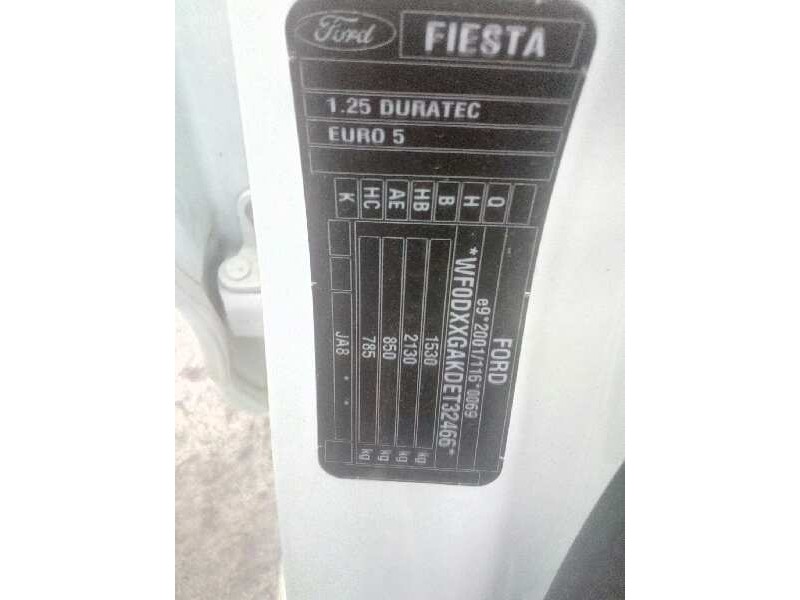 Ford FIESTA
1.25 DURATEC
EURO 5
K HC AE HB B H Q
FORD
e9*2001/116*0069
*WF0DXXGAKDET32466*
1530 kg
2130 kg
850 kg
785 kg
JA8 * *